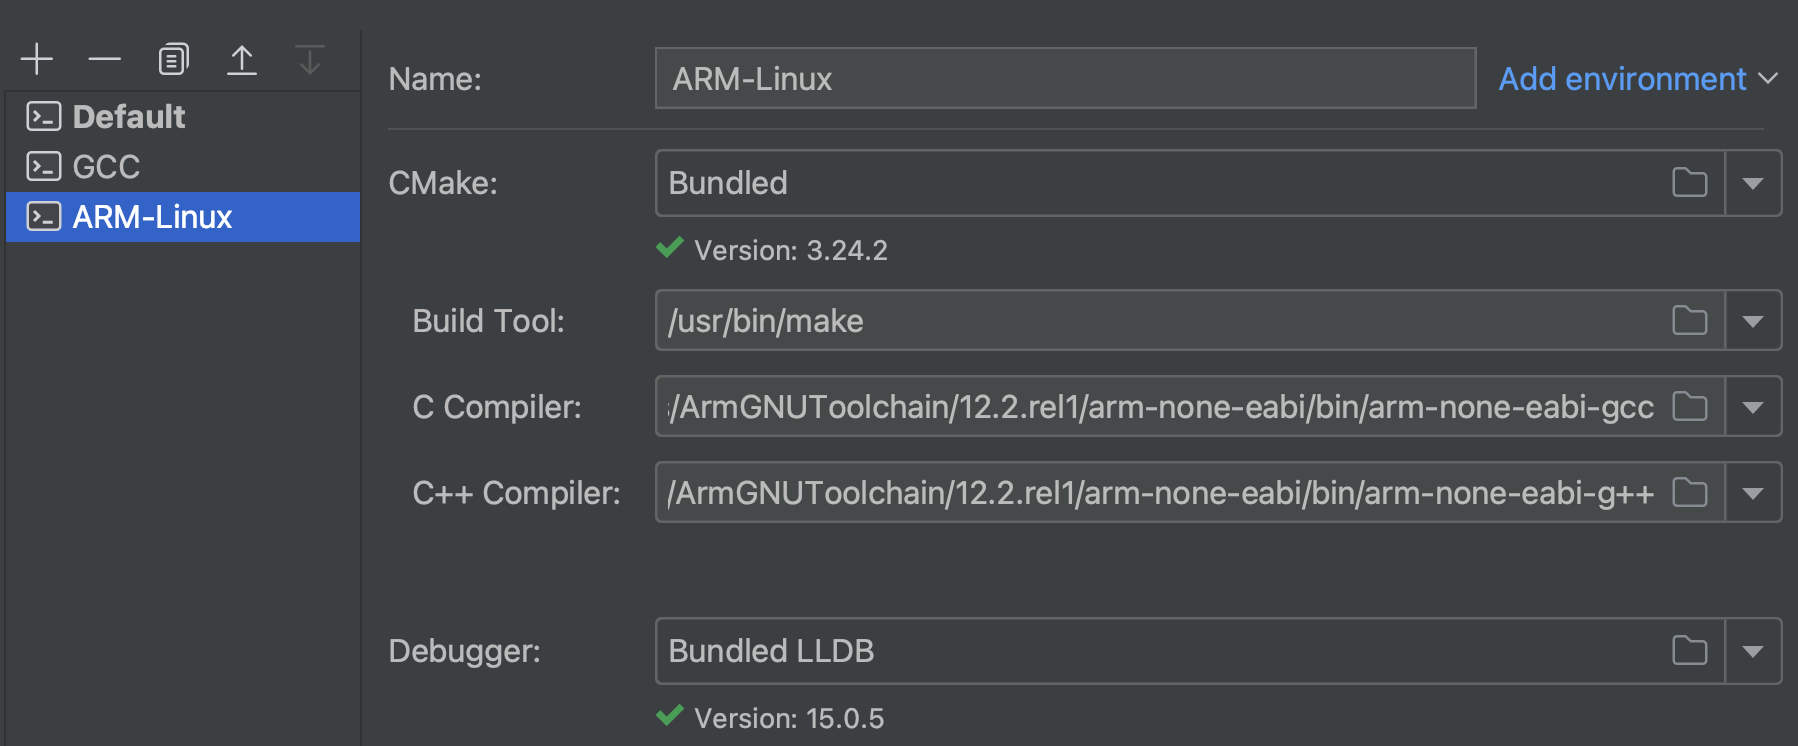 Default
GCC
ARM-Linux
Name: ARM-Linux Add environment
CMake: Bundled
Version: 3.24.2
Build Tool: /usr/bin/make
C Compiler: /ArmGNUToolchain/12.2.rel1/arm-none-eabi/bin/arm-none-eabi-gcc
C++ Compiler: /ArmGNUToolchain/12.2.rel1/arm-none-eabi/bin/arm-none-eabi-g++
Debugger: Bundled LLDB
Version: 15.0.5